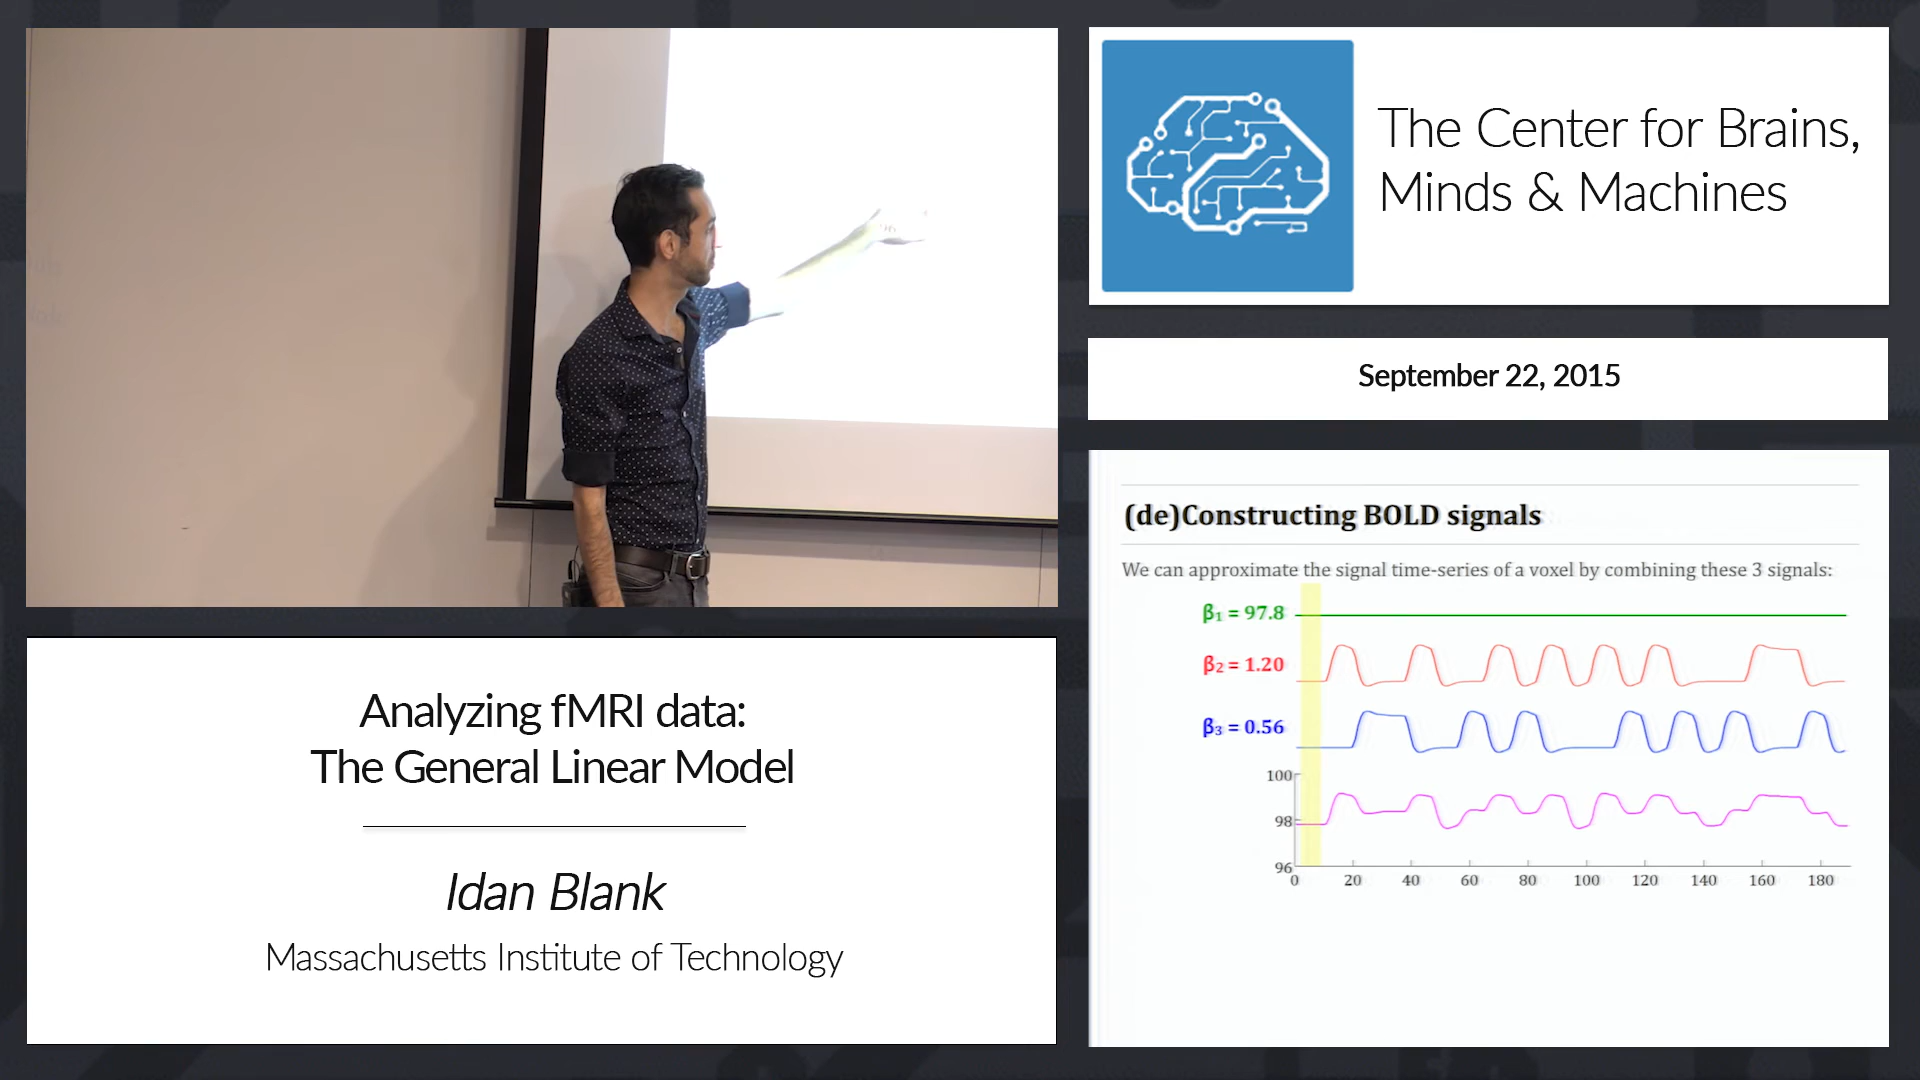 The Center for Brains,
Minds & Machines
September 22, 2015
Analyzing fMRI data:
The General Linear Model
Idan Blank
Massachusetts Institute of Technology
(de)Constructing BOLD signals
We can approximate the signal time-series of a voxel by combining these 3 signals:
β₁ = 97.8
β₂ = 1.20
β₃ = 0.56
100
98
96
0 20 40 60 80 100 120 140 160 180